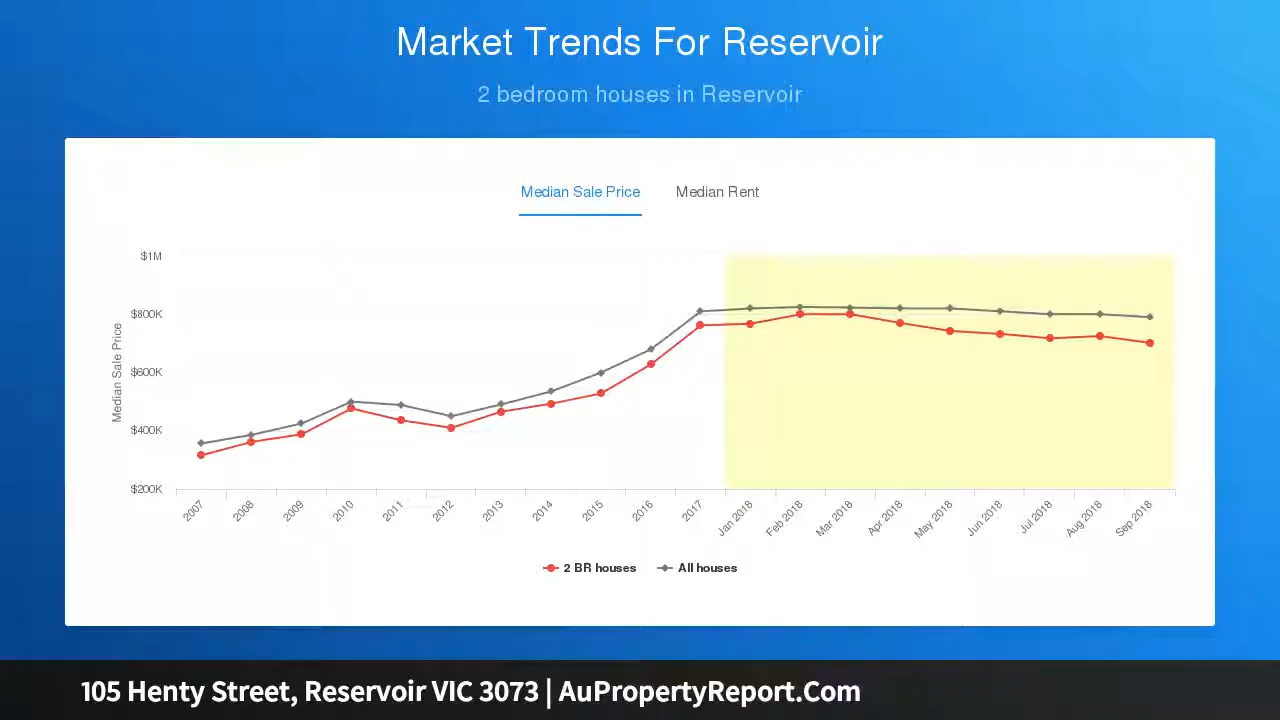 Market Trends For Reservoir
2 bedroom houses in Reservoir
Median Sale Price Median Rent
$1M
$800K
$600K
$400K
$200K
Median Sale Price
2007 2008 2009 2010 2011 2012 2013 2014 2015 2016 2017 Jan 2018 Feb 2018 Mar 2018 Apr 2018 May 2018 Jun 2018 Jul 2018 Aug 2018 Sep 2018
2 BR houses All houses
105 Henty Street, Reservoir VIC 3073 | AuPropertyReport.Com